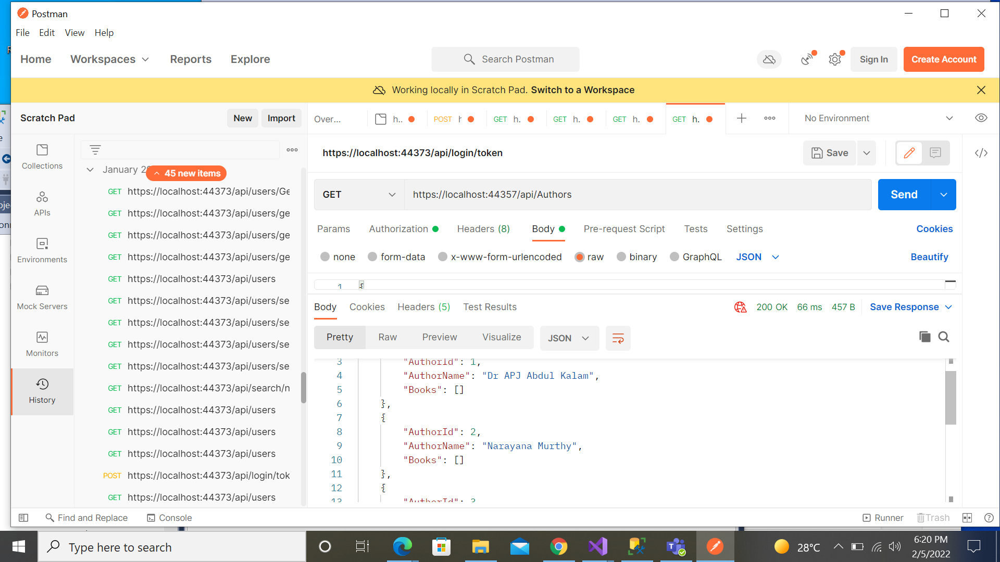 Postman
File Edit View Help
Home Workspaces Reports Explore Search Postman Sign In Create Account
Working locally in Scratch Pad. Switch to a Workspace
Scratch Pad New Import Over... h.. POST h GET h. GET h. GET h. GET h. No Environment
Collections
APIs
Environments
Mock Servers
Monitors
History
45 new items
January 2
GET https://localhost:44373/api/users/Ge
GET https://localhost:44373/api/users/ge
GET https://localhost:44373/api/users/ge
GET https://localhost:44373/api/users/ge
GET https://localhost:44373/api/users
GET https://localhost:44373/api/users/se
GET https://localhost:44373/api/users/se
GET https://localhost:44373/api/users/se
GET https://localhost:44373/api/users/se
GET https://localhost:44373/api/search/n
GET https://localhost:44373/api/users
GET https://localhost:44373/api/users
GET https://localhost:44373/api/users
POST https://localhost:44373/api/login/tok
GET https://localhost:44373/api/users
https://localhost:44373/api/login/token Save </>
GET https://localhost:44357/api/Authors Send
Params Authorization Headers (8) Body Pre-request Script Tests Settings Cookies
none form-data x-www-form-urlencoded raw binary GraphQL JSON Beautify
1 {
Body Cookies Headers (5) Test Results 200 OK 66 ms 457 B Save Response
Pretty Raw Preview Visualize JSON
3 "AuthorId": 1,
4 "AuthorName": "Dr APJ Abdul Kalam",
5 "Books": []
6 },
7 {
8 "AuthorId": 2,
9 "AuthorName": "Narayana Murthy",
10 "Books": []
11 },
12 {
13 "AuthorId": 3
Find and Replace Console Runner Trash
Type here to search 28°C 6:20 PM
2/5/2022